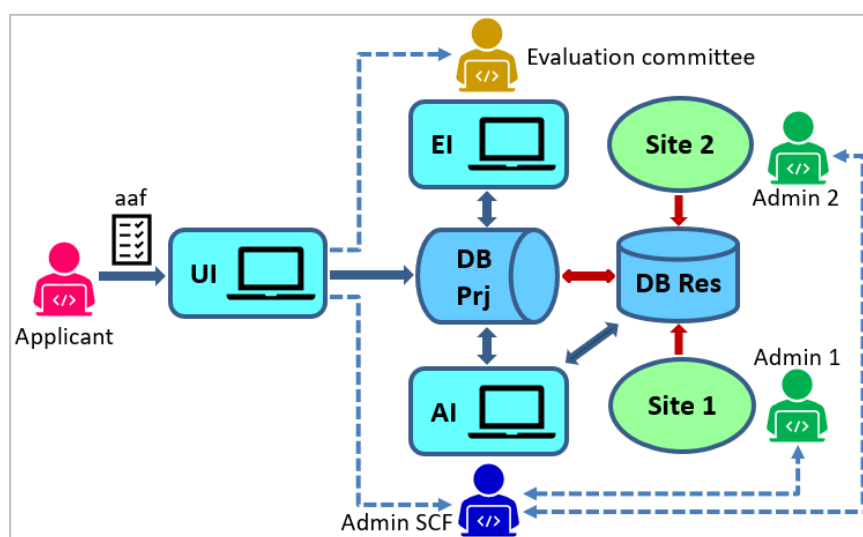 Evaluation committee
EI
Site 2
Admin 2
aaf
UI
DB
Prj
DB Res
Applicant
Admin 1
AI
Site 1
Admin SCF
</>
</>
</>
</>
</>